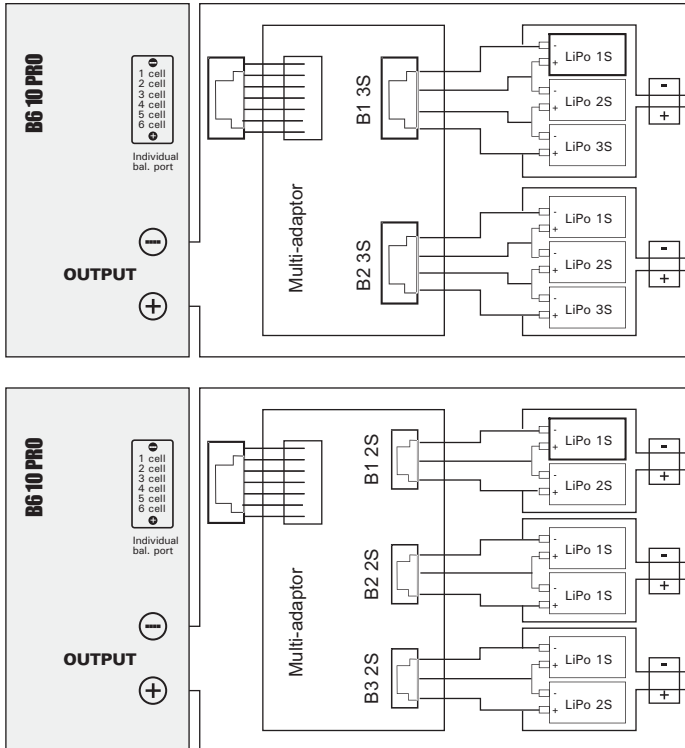 B6 10 PRO
1 cell
2 cell
3 cell
4 cell
5 cell
6 cell
Individual
bal. port
OUTPUT
Multi-adaptor
B1 3S
LiPo 1S
LiPo 2S
LiPo 3S
B2 3S
LiPo 1S
LiPo 2S
LiPo 3S
B6 10 PRO
1 cell
2 cell
3 cell
4 cell
5 cell
6 cell
Individual
bal. port
OUTPUT
Multi-adaptor
B1 2S
LiPo 1S
LiPo 2S
B2 2S
LiPo 1S
LiPo 1S
B3 2S
LiPo 1S
LiPo 2S